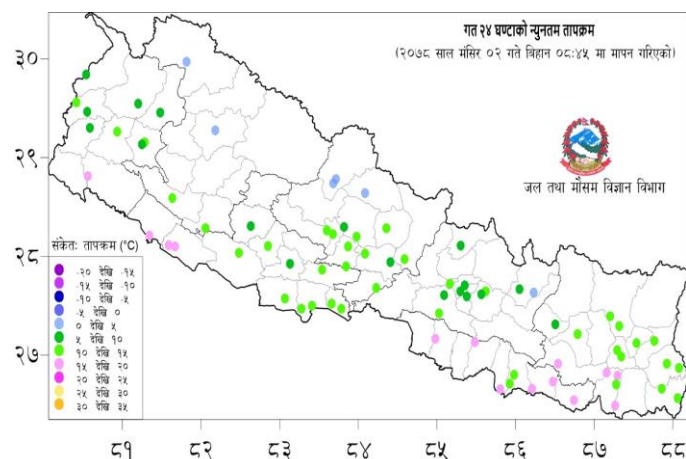 गत २४ घण्टाको न्युनतम तापक्रम
(२०७८ साल मंसिर ०२ गते बिहान ०८:४५ मा मापन गरिएको)
३०
२९
जल तथा मौसम विज्ञान विभाग
२८
संकेतः तापक्रम (°C)
-२० देखि -१५
-१५ देखि -१०
-१० देखि -५
-५ देखि ०
० देखि ५
५ देखि १०
१० देखि १५
१५ देखि २०
२० देखि २५
२५ देखि ३०
३० देखि ३५
२७
८१ ८२ ८३ ८४ ८५ ८६ ८७ ८८